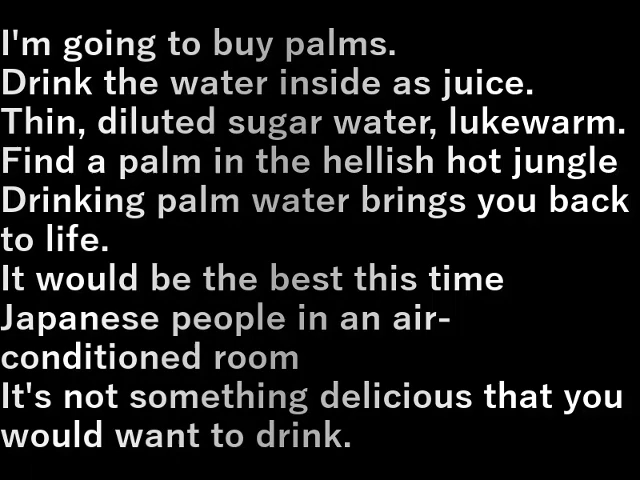 I'm going to buy palms.
Drink the water inside as juice.
Thin, diluted sugar water, lukewarm.
Find a palm in the hellish hot jungle
Drinking palm water brings you back
to life.
It would be the best this time
Japanese people in an air-
conditioned room
It's not something delicious that you
would want to drink.